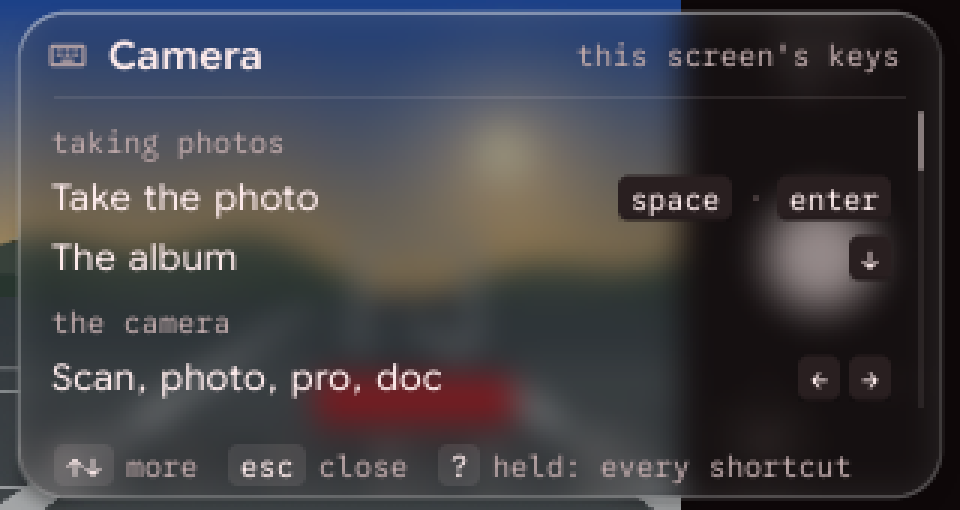 Camera this screen's keys
taking photos
Take the photo space · enter
The album ↓
the camera
Scan, photo, pro, doc ← →
↑↓ more esc close ? held: every shortcut